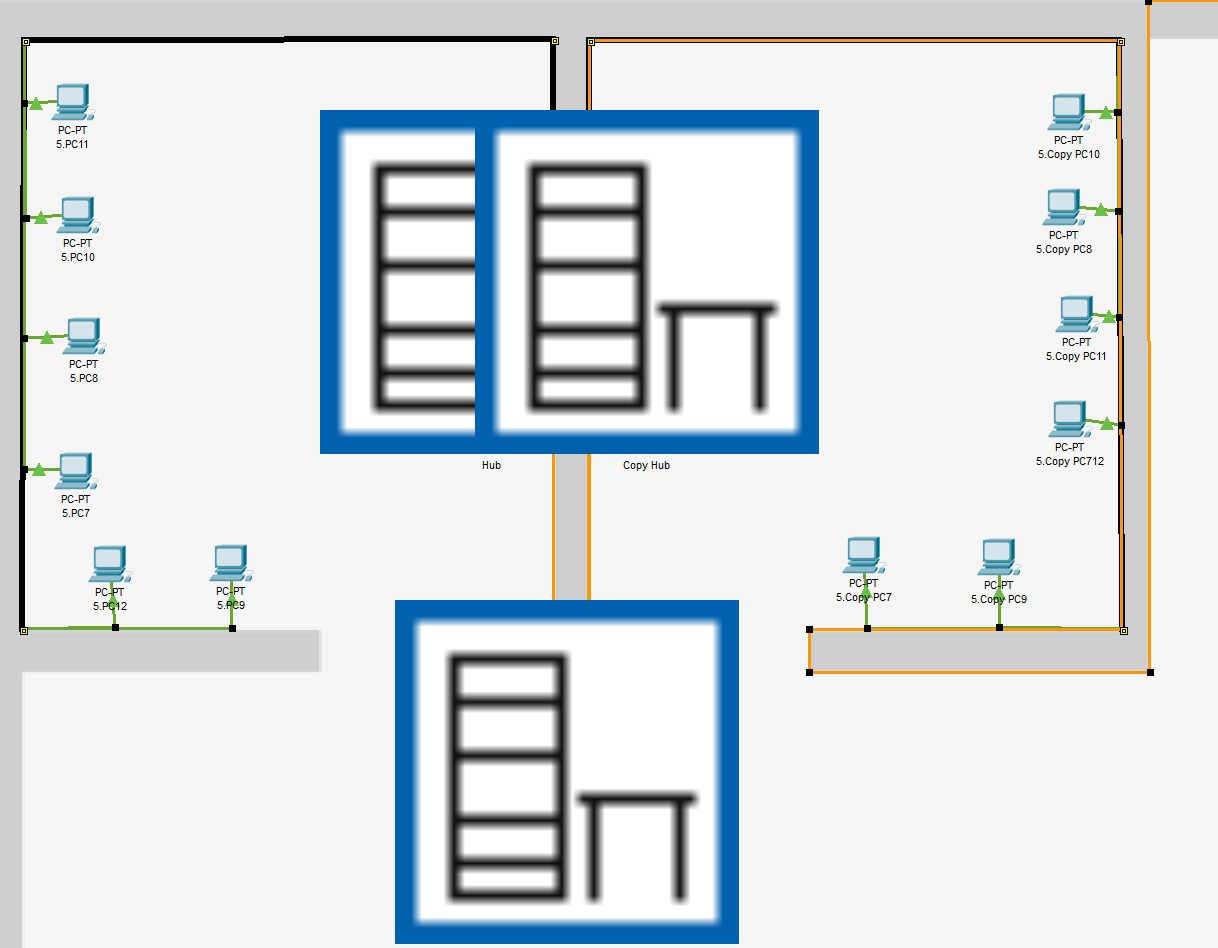 PC-PT
5.PC11
PC-PT
5.PC10
PC-PT
5.PC8
PC-PT
5.PC7
PC-PT
5.PC12
PC-PT
5.PC9
Hub
Copy Hub
PC-PT
5.Copy PC10
PC-PT
5.Copy PC8
PC-PT
5.Copy PC11
PC-PT
5.Copy PC712
PC-PT
5.Copy PC7
PC-PT
5.Copy PC9